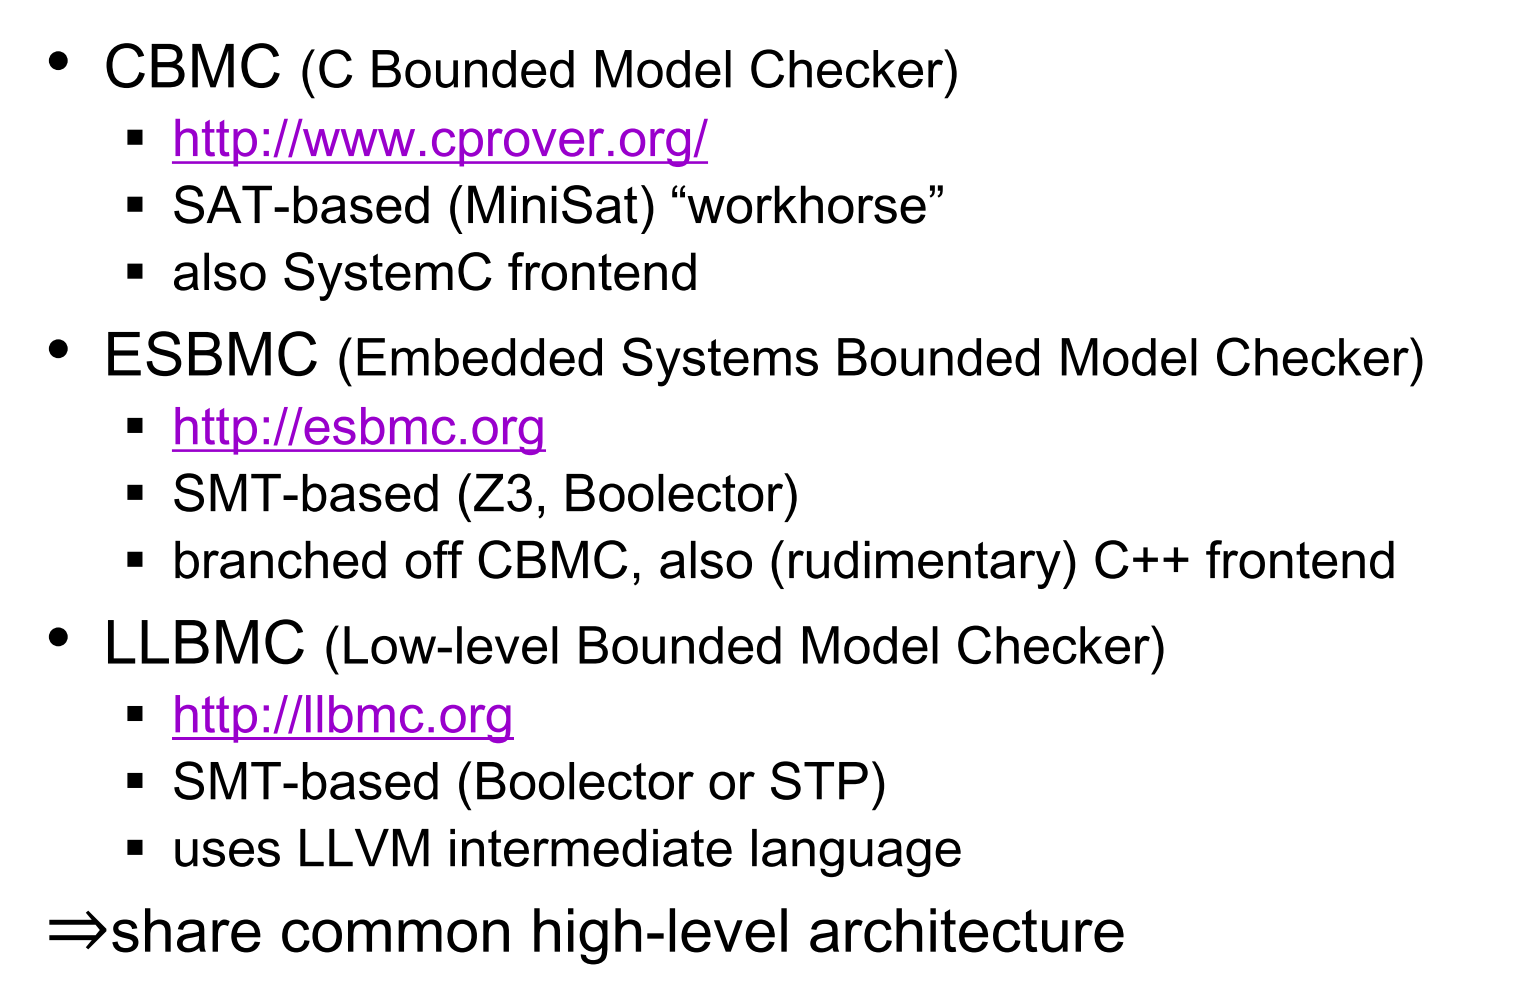 • CBMC (C Bounded Model Checker)
▪ http://www.cprover.org/
▪ SAT-based (MiniSat) “workhorse”
▪ also SystemC frontend
• ESBMC (Embedded Systems Bounded Model Checker)
▪ http://esbmc.org
▪ SMT-based (Z3, Boolector)
▪ branched off CBMC, also (rudimentary) C++ frontend
• LLBMC (Low-level Bounded Model Checker)
▪ http://llbmc.org
▪ SMT-based (Boolector or STP)
▪ uses LLVM intermediate language
⇒share common high-level architecture